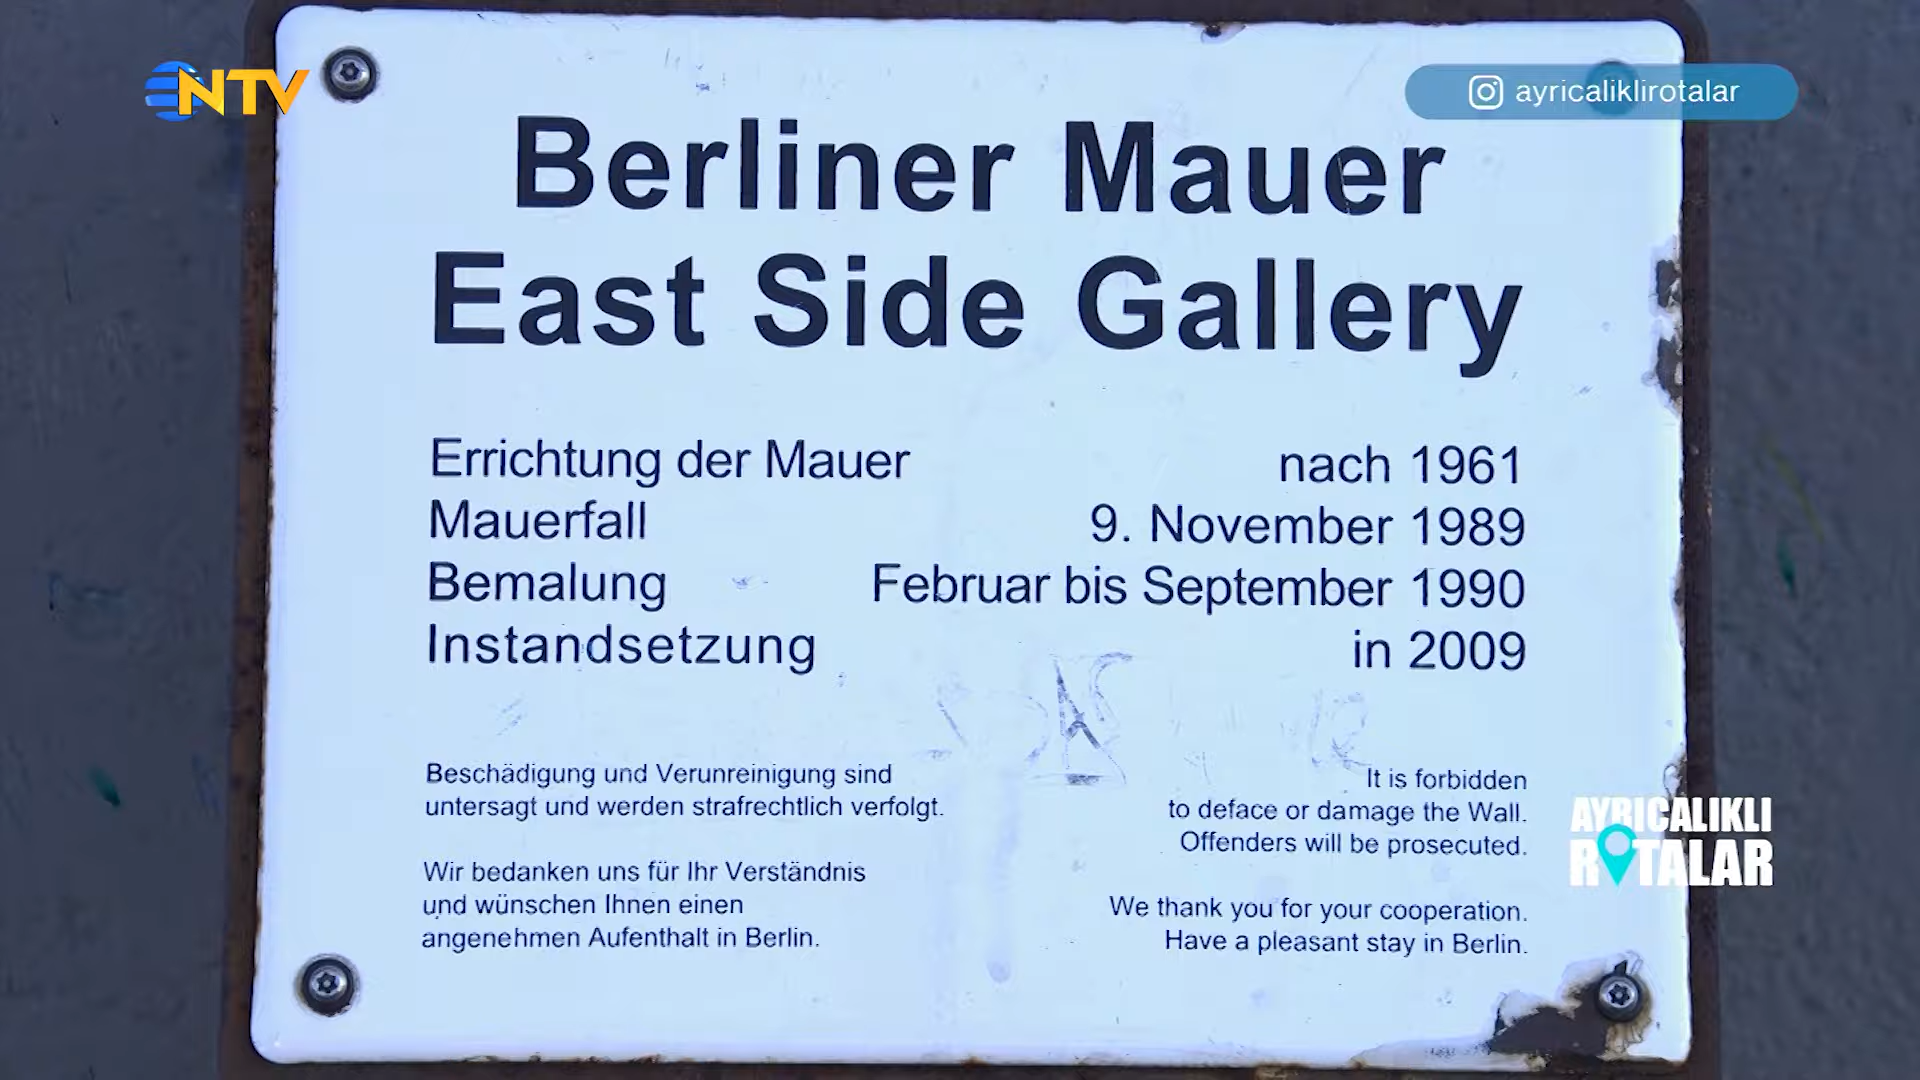 NTV
ayricaliklirotalar
Berliner Mauer
East Side Gallery
Errichtung der Mauer nach 1961
Mauerfall 9. November 1989
Bemalung Februar bis September 1990
Instandsetzung in 2009
Beschädigung und Verunreinigung sind
untersagt und werden strafrechtlich verfolgt.
Wir bedanken uns für Ihr Verständnis
und wünschen Ihnen einen
angenehmen Aufenthalt in Berlin.
It is forbidden
to deface or damage the Wall.
Offenders will be prosecuted.
We thank you for your cooperation.
Have a pleasant stay in Berlin.
AYRICALIKLI
ROTALAR